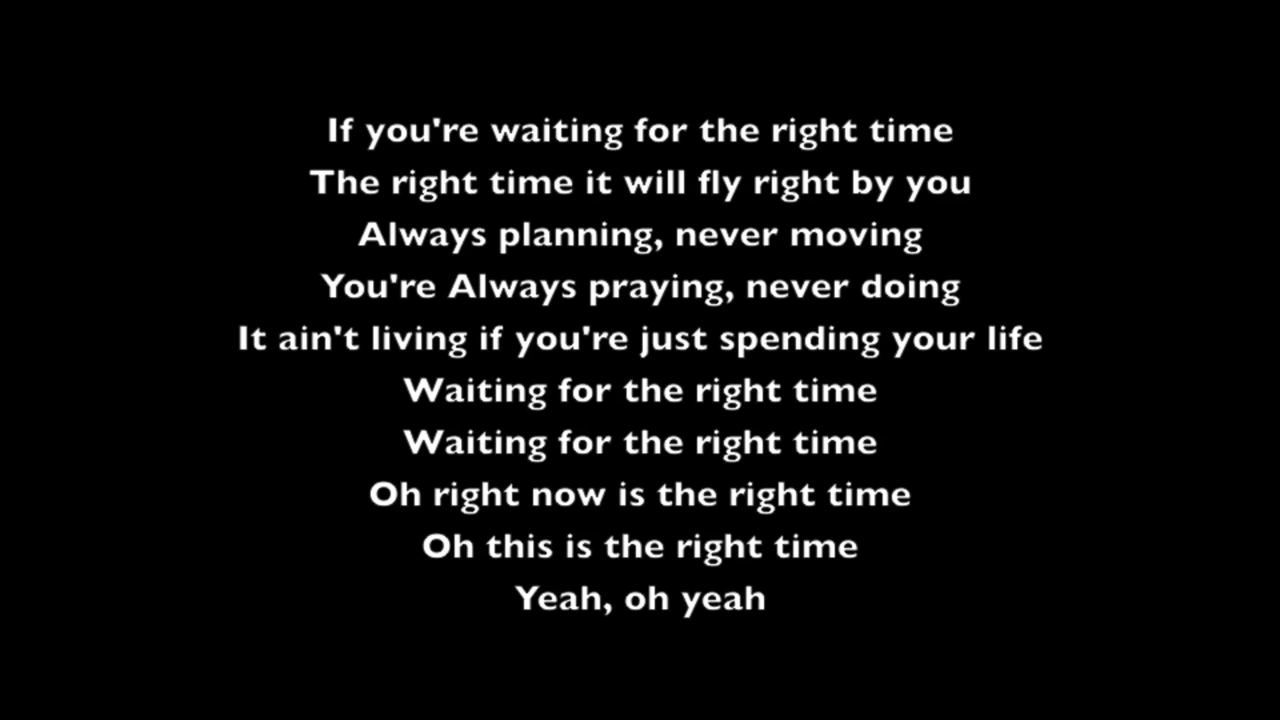 If you're waiting for the right time
The right time it will fly right by you
Always planning, never moving
You're Always praying, never doing
It ain't living if you're just spending your life
Waiting for the right time
Waiting for the right time
Oh right now is the right time
Oh this is the right time
Yeah, oh yeah